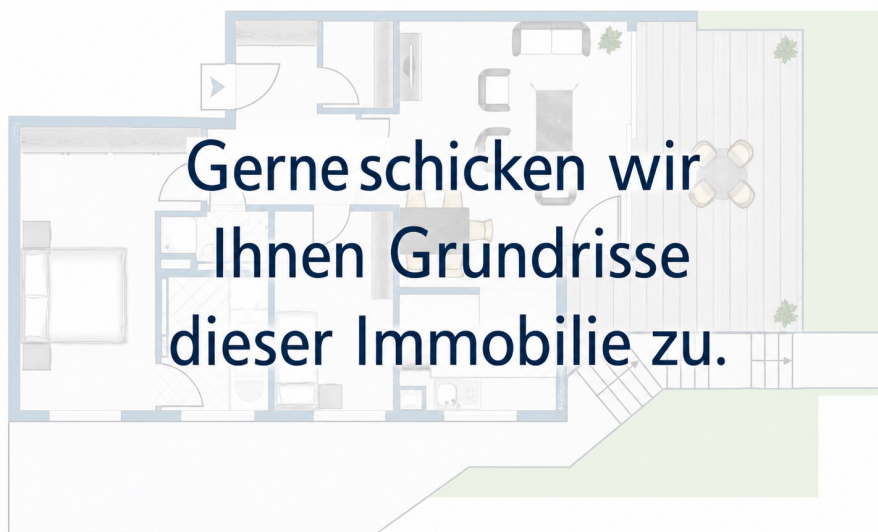 Gerne schicken wir
Ihnen Grundrisse
dieser Immobilie zu.